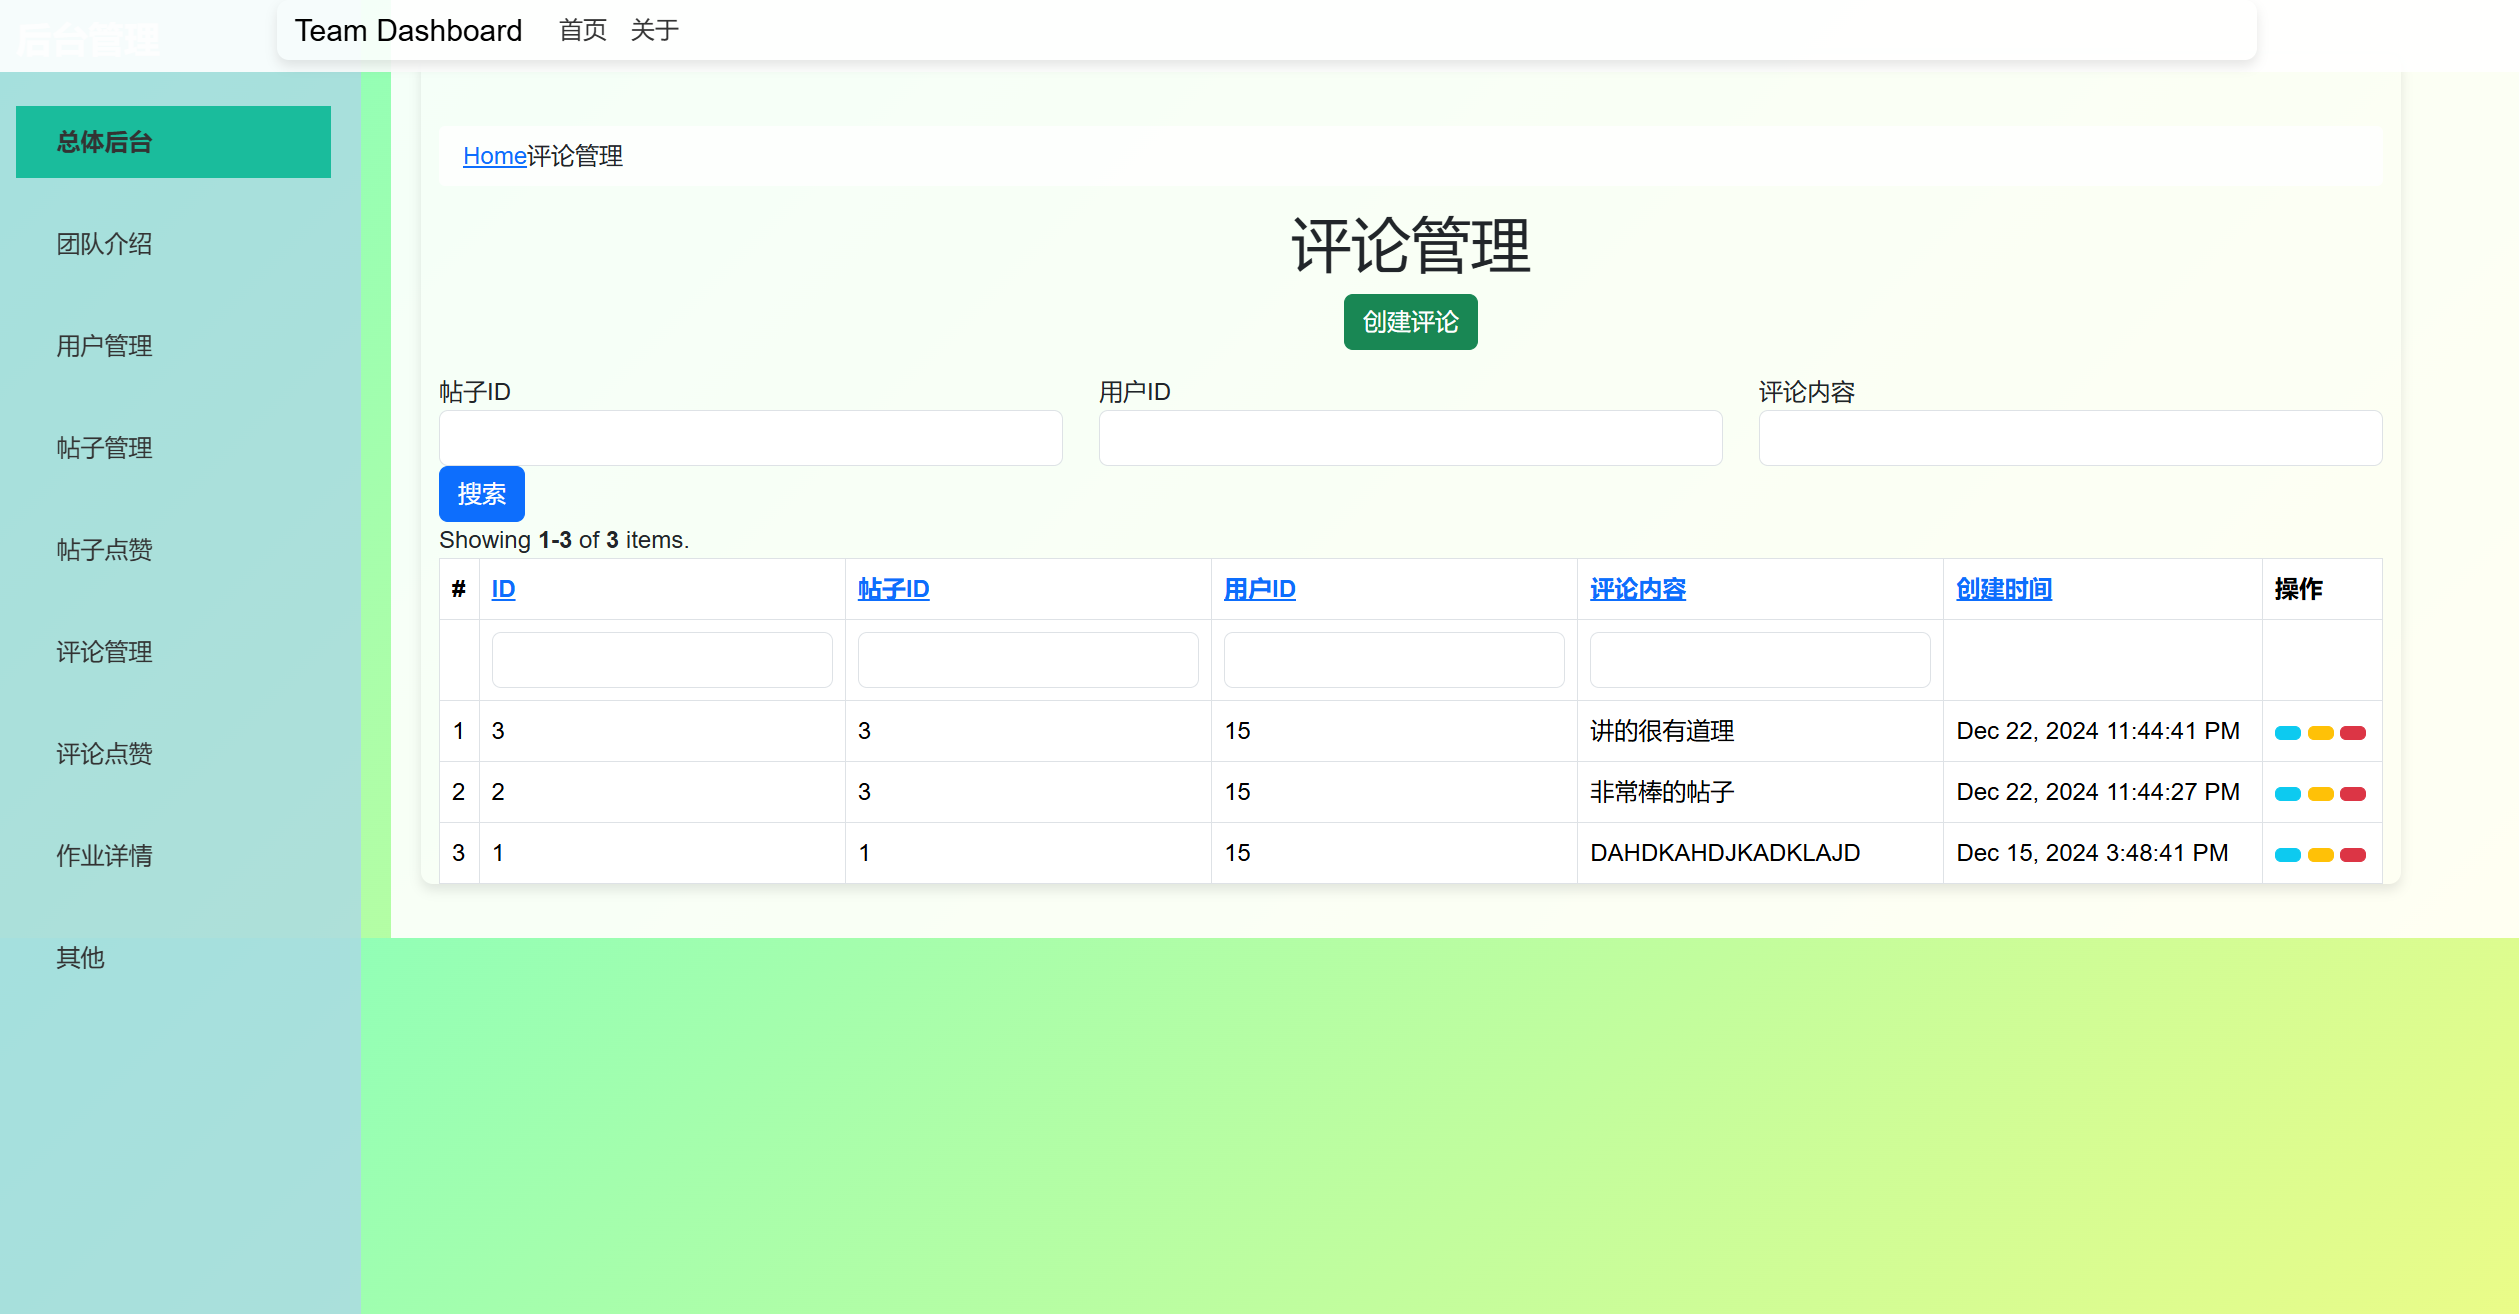 后台管理
Team Dashboard 首页 关于
总体后台
团队介绍
用户管理
帖子管理
帖子点赞
评论管理
评论点赞
作业详情
其他
Home评论管理
评论管理
创建评论
帖子ID 用户ID 评论内容
搜索
Showing 1-3 of 3 items.
# ID 帖子ID 用户ID 评论内容 创建时间 操作
1 3 3 15 讲的很有道理 Dec 22, 2024 11:44:41 PM
2 2 3 15 非常棒的帖子 Dec 22, 2024 11:44:27 PM
3 1 1 15 DAHDKAHDJKADKLAJD Dec 15, 2024 3:48:41 PM